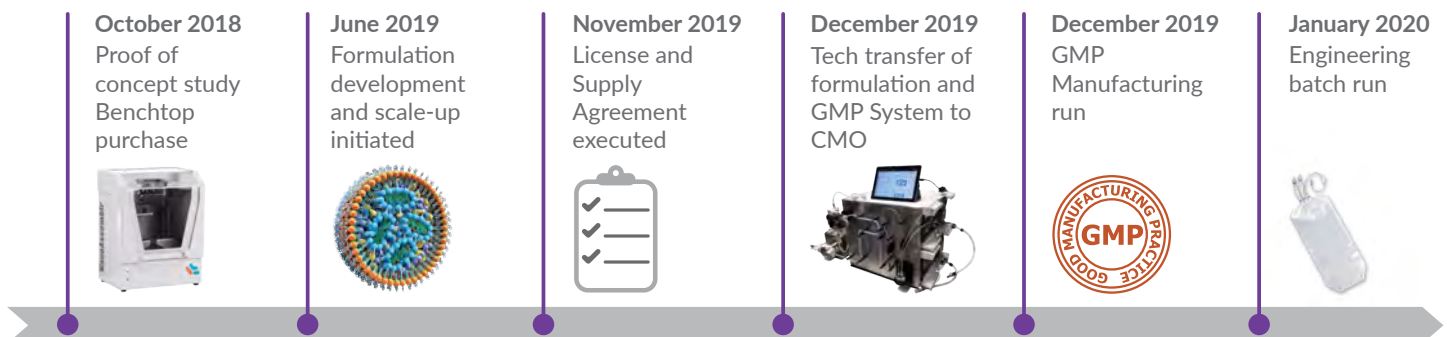 October 2018
Proof of
concept study
Benchtop
purchase
June 2019
Formulation
development
and scale-up
initiated
November 2019
License and
Supply
Agreement
executed
December 2019
Tech transfer of
formulation and
GMP System to
CMO
December 2019
GMP
Manufacturing
run
GOOD MANUFACTURING PRACTICE
GMP
January 2020
Engineering
batch run